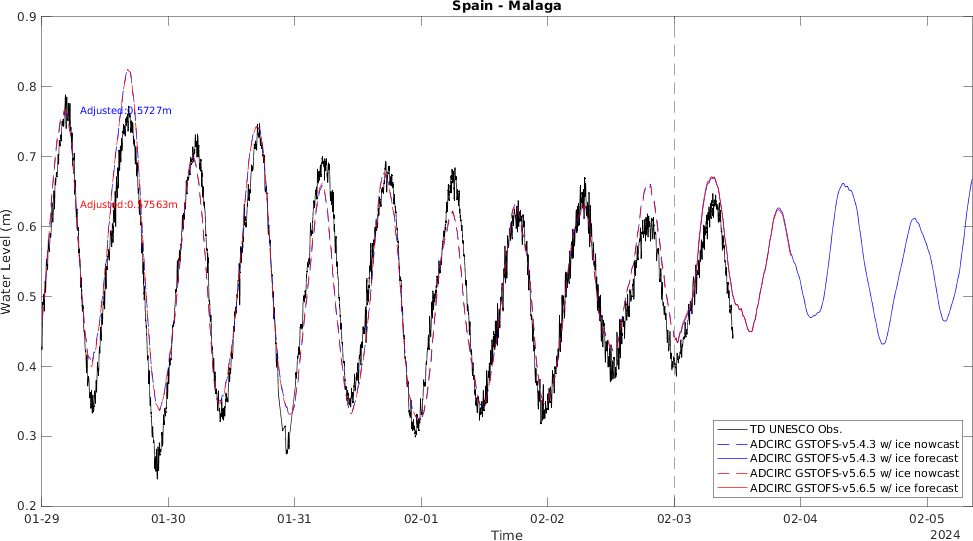 Spain - Malaga
0.9
0.8
0.7
0.6
0.5
0.4
0.3
0.2
Water Level (m)
Adjusted:0.5727m
Adjusted:0.57563m
TD UNESCO Obs.
ADCIRC GSTOFS-v5.4.3 w/ ice nowcast
ADCIRC GSTOFS-v5.4.3 w/ ice forecast
ADCIRC GSTOFS-v5.6.5 w/ ice nowcast
ADCIRC GSTOFS-v5.6.5 w/ ice forecast
01-29 01-30 01-31 02-01 02-02 02-03 02-04 02-05
Time
2024